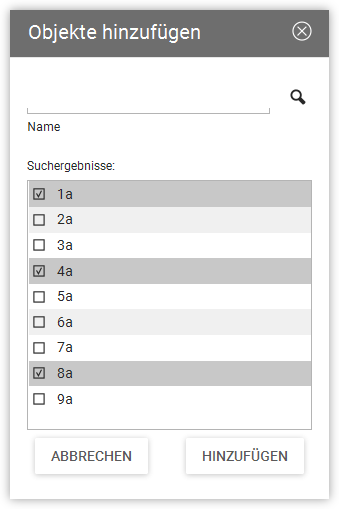 Objekte hinzufügen
Name
Suchergebnisse:
1a
2a
3a
4a
5a
6a
7a
8a
9a
ABBRECHEN HINZUFÜGEN